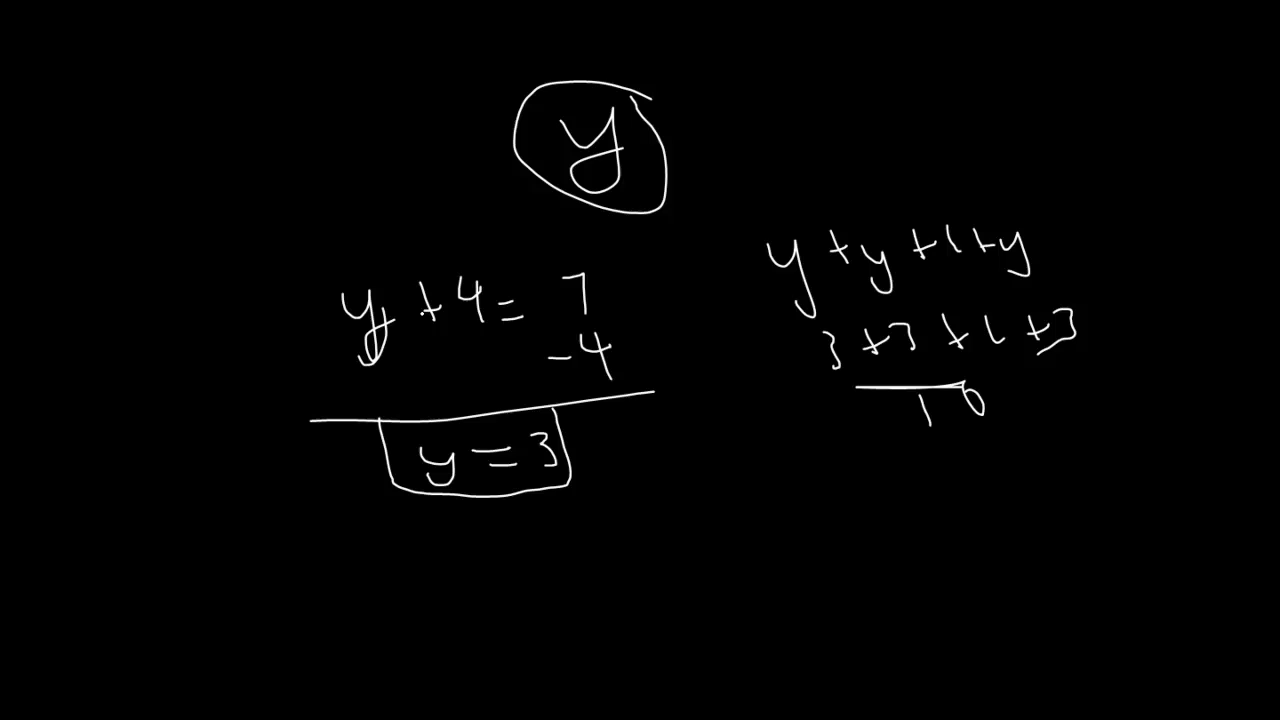 y
y + 4 = 7
- 4
y = 3
y + y + 1 + y
3 + 3 + 1 + 3
10